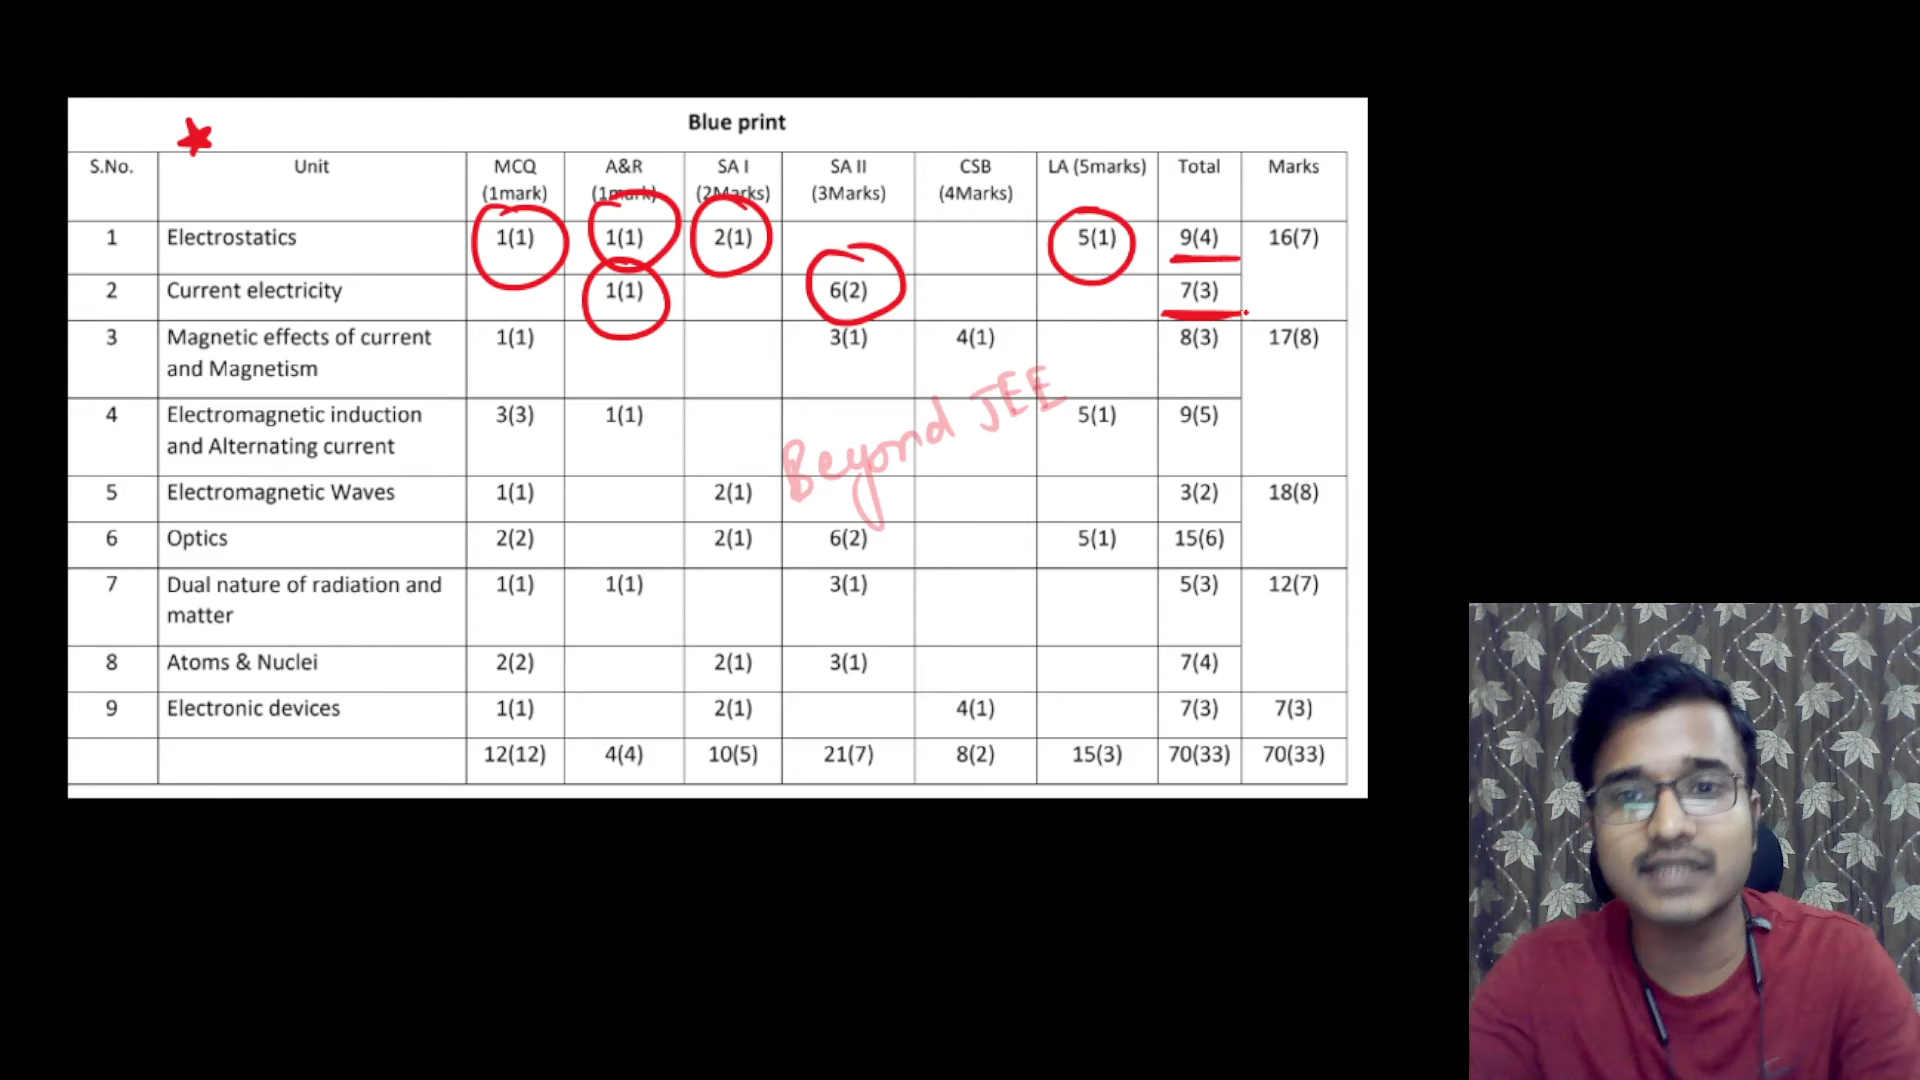 Blue print
S.No. Unit MCQ (1mark) A&R (1mark) SA I (2Marks) SA II (3Marks) CSB (4Marks) LA (5marks) Total Marks
1 Electrostatics 1(1) 1(1) 2(1) 5(1) 9(4) 16(7)
2 Current electricity 1(1) 6(2) 7(3)
3 Magnetic effects of current and Magnetism 1(1) 3(1) 4(1) 8(3) 17(8)
4 Electromagnetic induction and Alternating current 3(3) 1(1) 5(1) 9(5)
5 Electromagnetic Waves 1(1) 2(1) 3(2) 18(8)
6 Optics 2(2) 2(1) 6(2) 5(1) 15(6)
7 Dual nature of radiation and matter 1(1) 1(1) 3(1) 5(3) 12(7)
8 Atoms & Nuclei 2(2) 2(1) 3(1) 7(4)
9 Electronic devices 1(1) 2(1) 4(1) 7(3) 7(3)
12(12) 4(4) 10(5) 21(7) 8(2) 15(3) 70(33) 70(33)
Beyond JEE